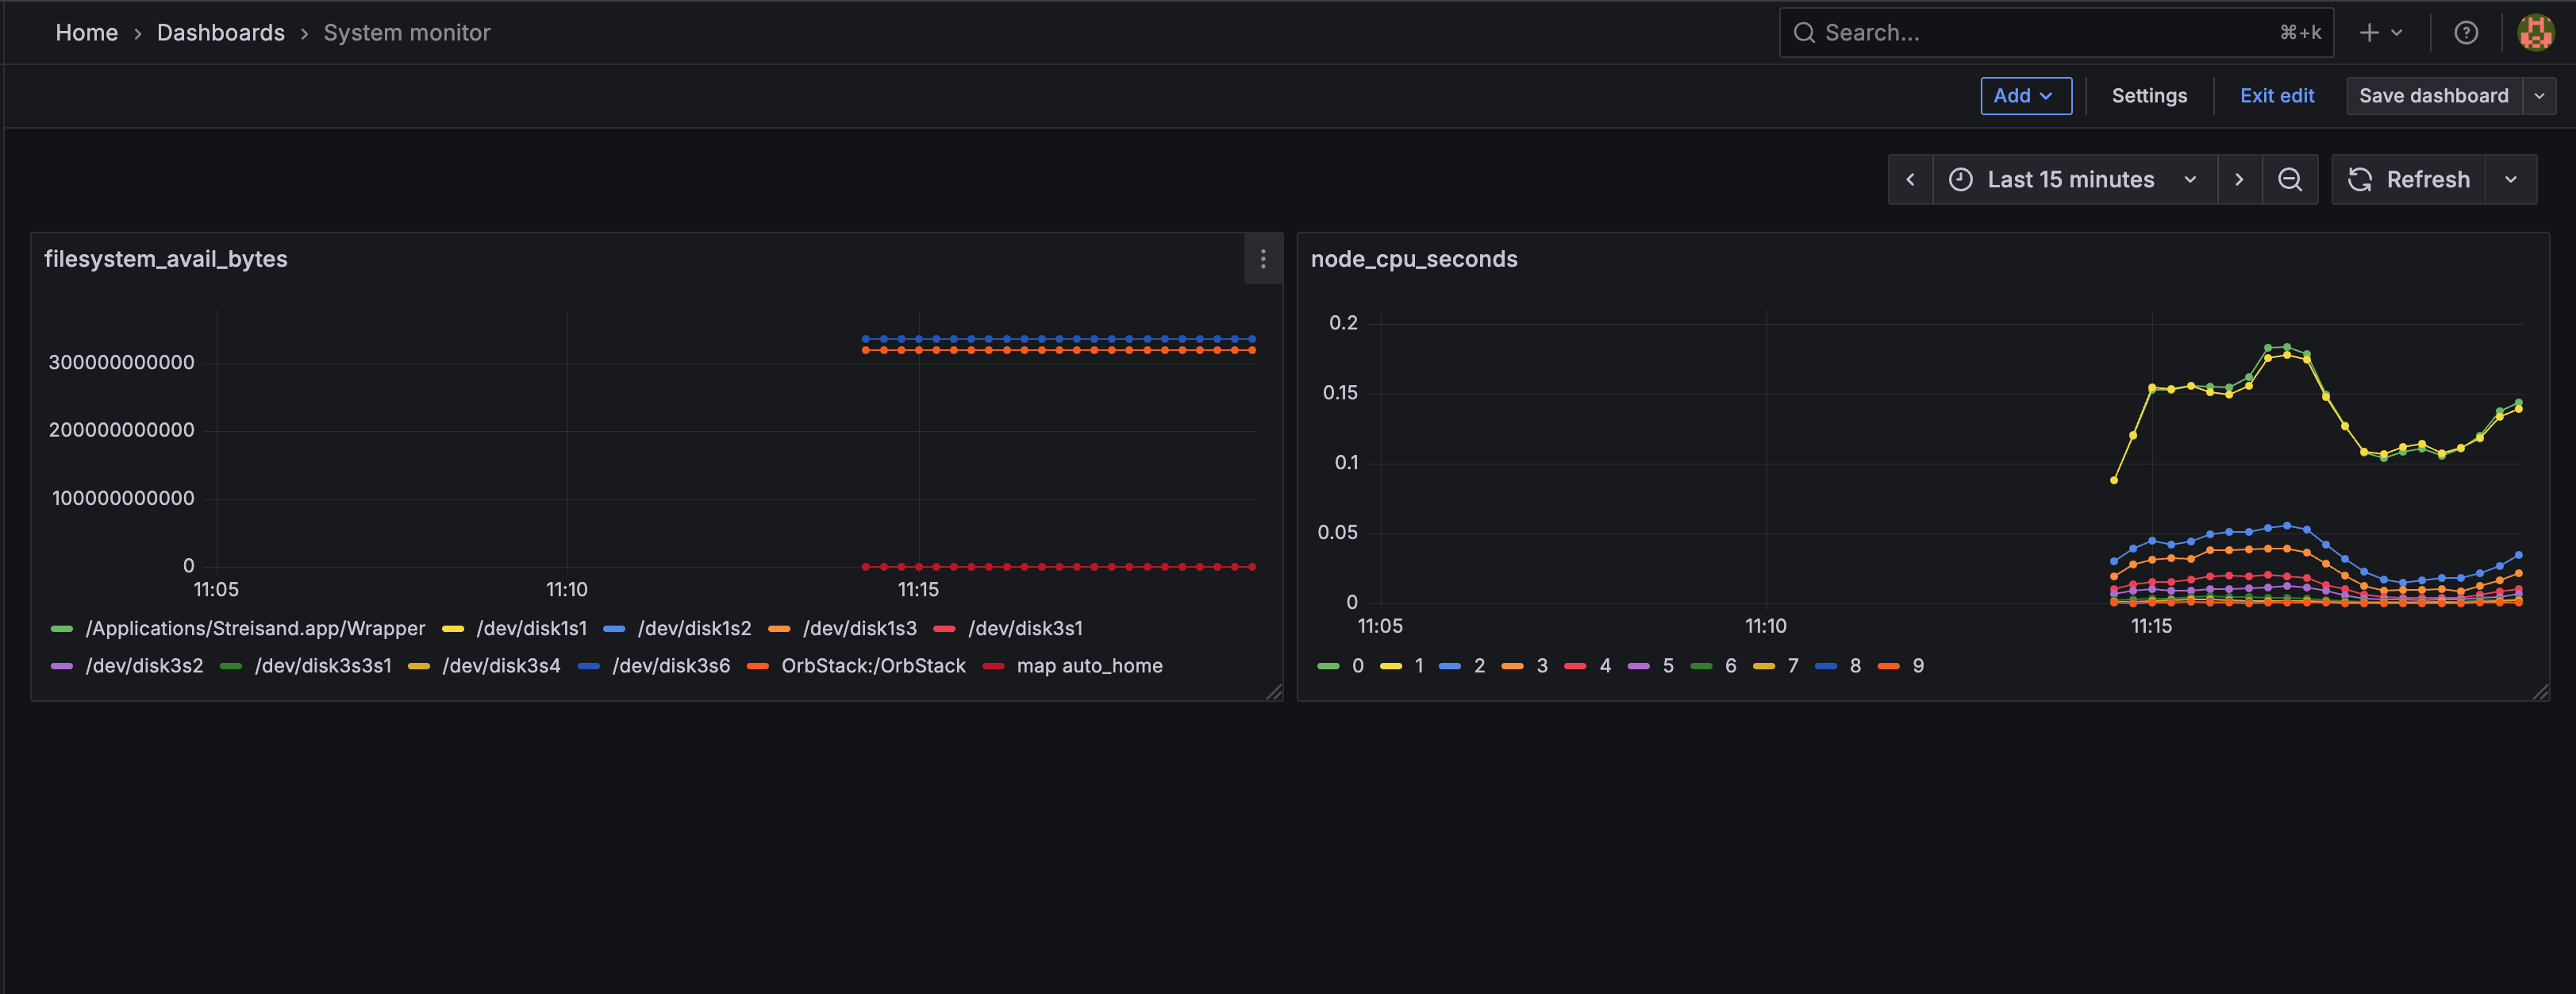 Home › Dashboards › System monitor
Search... ⌘+k
Add Settings Exit edit Save dashboard
Last 15 minutes Refresh
filesystem_avail_bytes
300000000000
200000000000
100000000000
0
11:05 11:10 11:15
/Applications/Streisand.app/Wrapper /dev/disk1s1 /dev/disk1s2 /dev/disk1s3 /dev/disk3s1
/dev/disk3s2 /dev/disk3s3s1 /dev/disk3s4 /dev/disk3s6 OrbStack:/OrbStack map auto_home
node_cpu_seconds
0.2
0.15
0.1
0.05
0
11:05 11:10 11:15
0 1 2 3 4 5 6 7 8 9